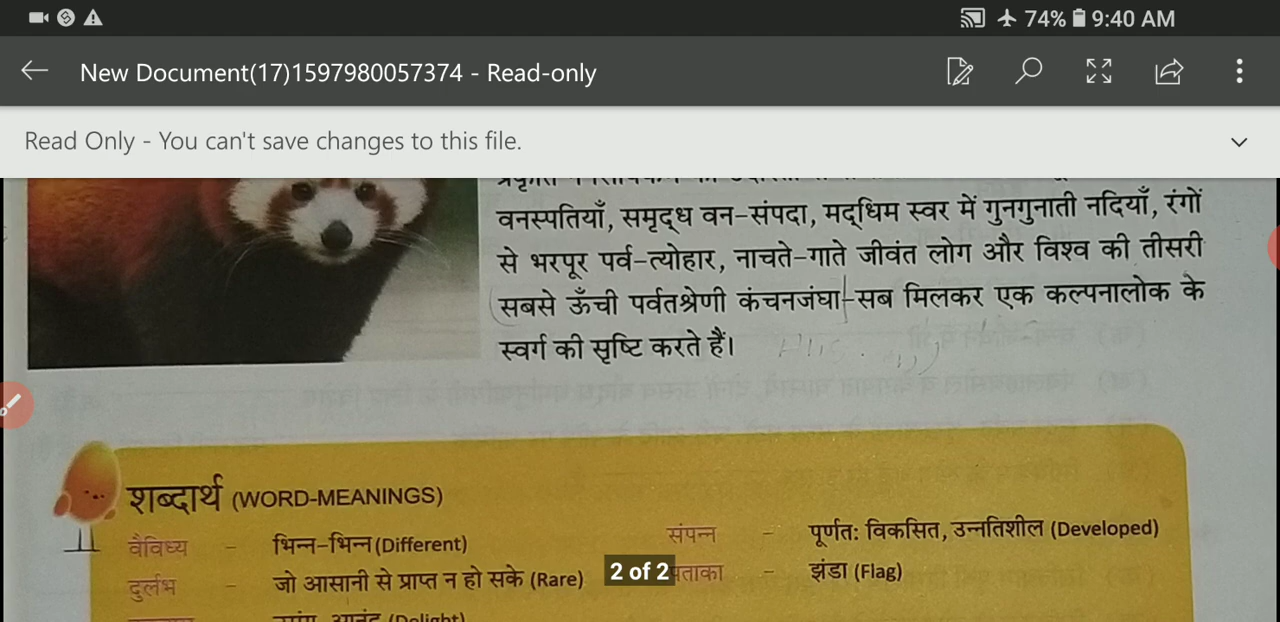 74% 9:40 AM
New Document(17)1597980057374 - Read-only
Read Only - You can't save changes to this file.
वनस्पतियाँ, समृद्ध वन-संपदा, मद्धिम स्वर में गुनगुनाती नदियाँ, रंगों
से भरपूर पर्व-त्योहार, नाचते-गाते जीवंत लोग और विश्व की तीसरी
सबसे ऊँची पर्वतश्रेणी कंचनजंघा-सब मिलकर एक कल्पनालोक के
स्वर्ग की सृष्टि करते हैं।
शब्दार्थ (WORD-MEANINGS)
वैविध्य - भिन्न-भिन्न (Different) संपन्न - पूर्णत: विकसित, उन्नतिशील (Developed)
दुर्लभ - जो आसानी से प्राप्त न हो सके (Rare) 2 of 2 पताका - झंडा (Flag)
आनंद (Delight)